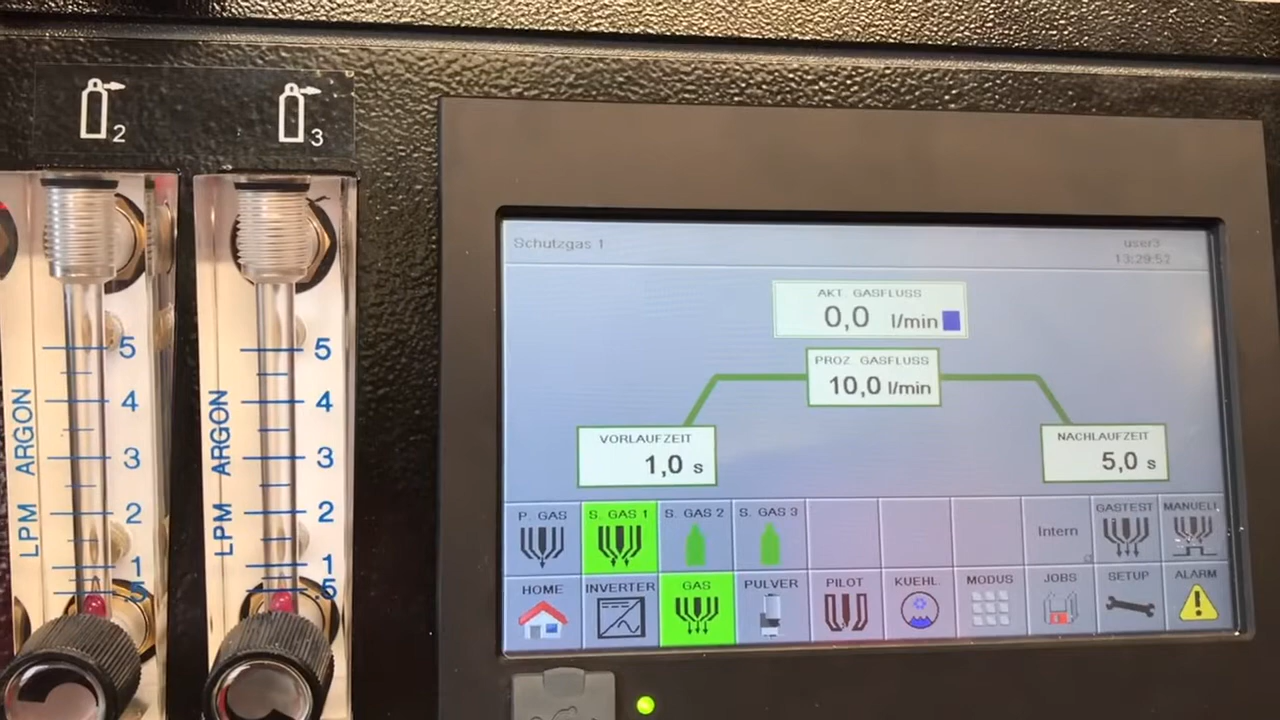 2
3
5
4
3
2
1
.5
LPM ARGON
5
4
3
2
1
.5
LPM ARGON
Schutzgas 1
user3
13:29:52
AKT. GASFLUSS
0,0 l/min
PROZ. GASFLUSS
10,0 l/min
VORLAUFZEIT
1,0 s
NACHLAUFZEIT
5,0 s
P. GAS
S. GAS 1
S. GAS 2
S. GAS 3
Intern
GASTEST
MANUELL
HOME
INVERTER
GAS
PULVER
PILOT
KUEHL.
MODUS
JOBS
SETUP
ALARM